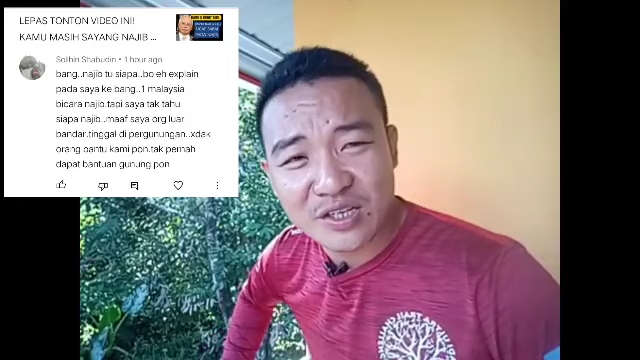 LEPAS TONTON VIDEO INI!
KAMU MASIH SAYANG NAJIB ...
Solihin Shabudin • 1 hour ago
bang..najib tu siapa..bo eh explain
pada saya ke bang..1 malaysia
bicara najib.tapi saya tak tahu
siapa najib..maaf saya org luar
bandar.tinggal di pergunungan..xdak
orang bantu kami pon.tak pernah
dapat bantuan gunung pon